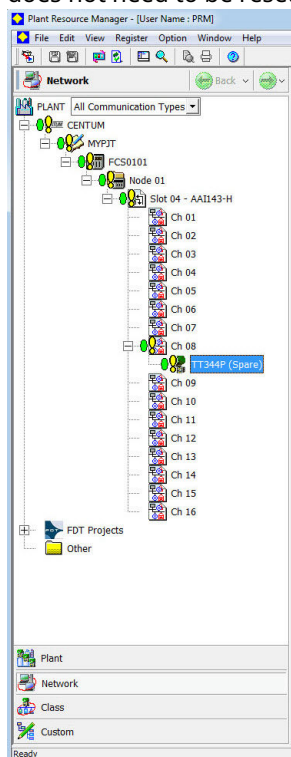 does not need to be rese
Plant Resource Manager - [User Name : PRM]
File Edit View Register Option Window Help
Network Back
PLANT All Communication Types
CENTUM
MYPJT
FCS0101
Node 01
Slot 04 - AAI143-H
Ch 01
Ch 02
Ch 03
Ch 04
Ch 05
Ch 06
Ch 07
Ch 08
TT344P (Spare)
Ch 09
Ch 10
Ch 11
Ch 12
Ch 13
Ch 14
Ch 15
Ch 16
FDT Projects
Other
Plant
Network
Class
Custom
Ready